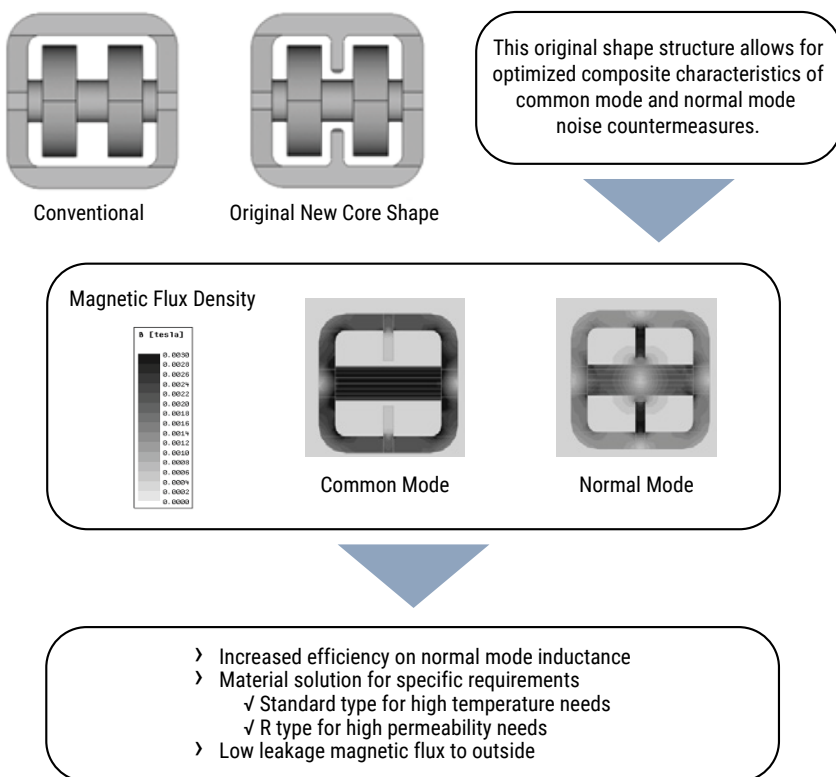 Conventional
Original New Core Shape
This original shape structure allows for
optimized composite characteristics of
common mode and normal mode
noise countermeasures.
Magnetic Flux Density
B [tesla]
0.0030
0.0028
0.0026
0.0024
0.0022
0.0020
0.0018
0.0016
0.0014
0.0012
0.0010
0.0008
0.0006
0.0004
0.0002
0.0000
Common Mode
Normal Mode
› Increased efficiency on normal mode inductance
› Material solution for specific requirements
√ Standard type for high temperature needs
√ R type for high permeability needs
› Low leakage magnetic flux to outside